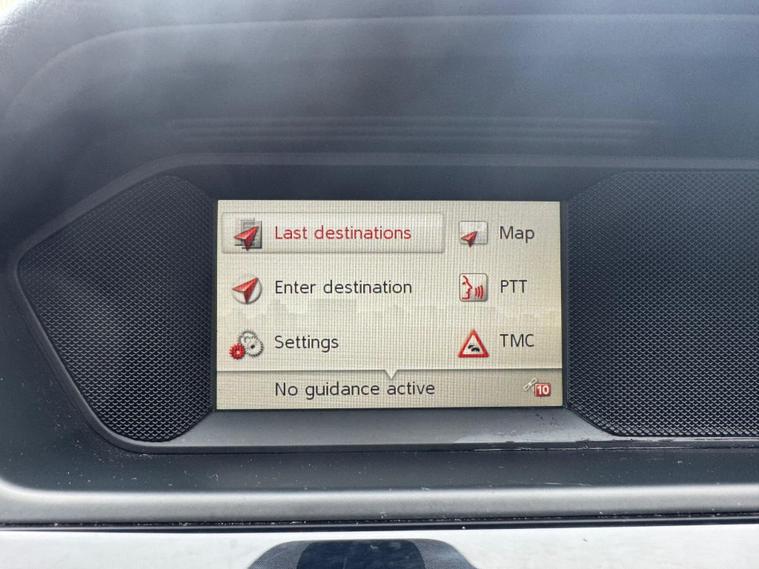 Last destinations
Map
Enter destination
PTT
Settings
TMC
No guidance active
10